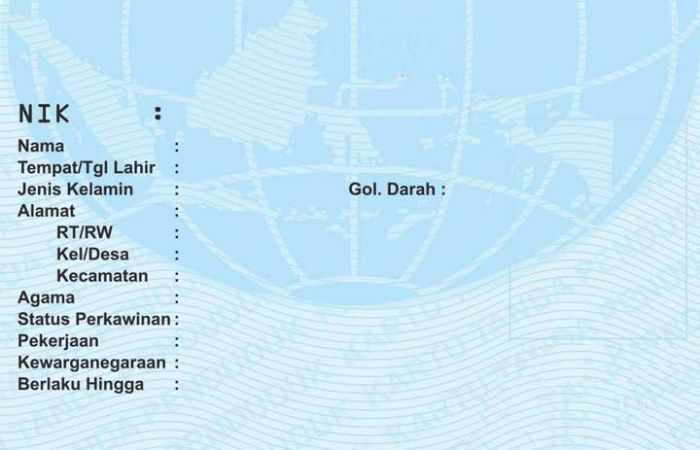 NIK :
Nama :
Tempat/Tgl Lahir :
Jenis Kelamin : Gol. Darah :
Alamat :
RT/RW :
Kel/Desa :
Kecamatan :
Agama :
Status Perkawinan :
Pekerjaan :
Kewarganegaraan :
Berlaku Hingga :